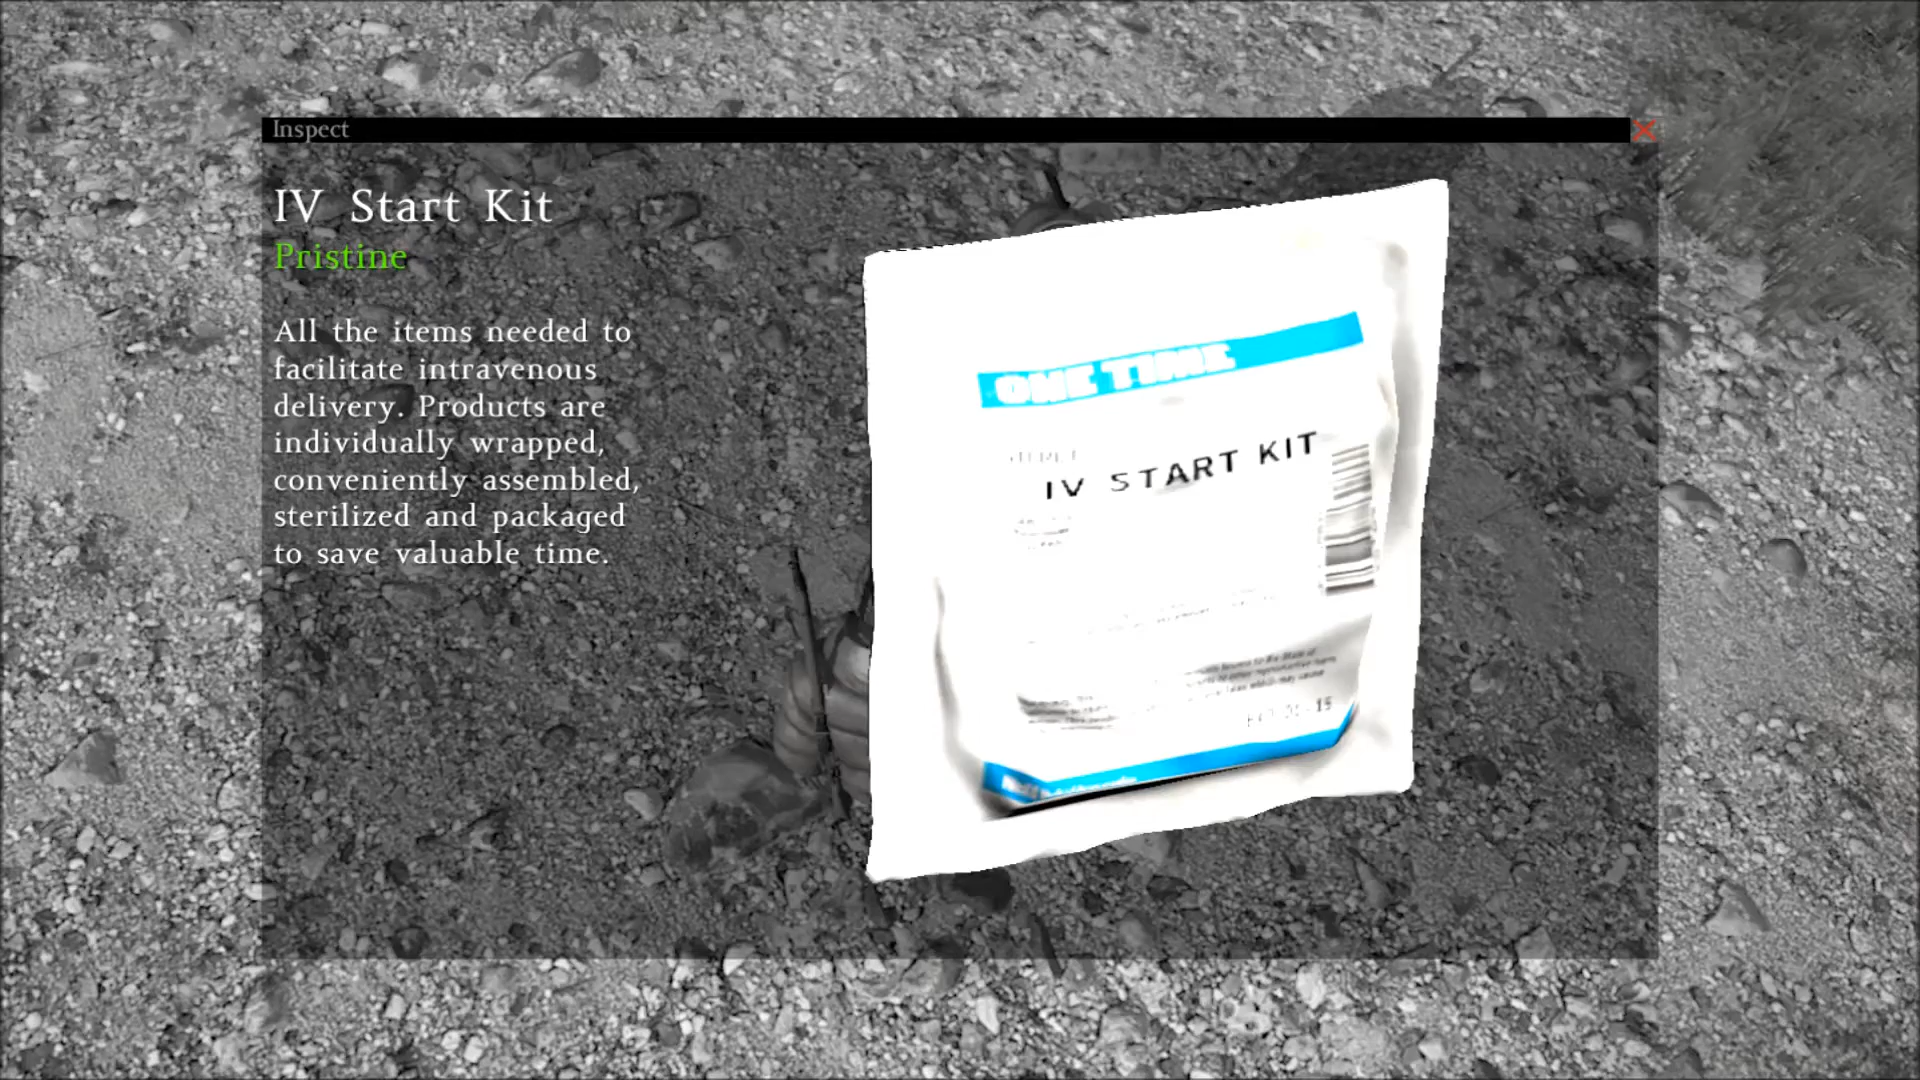 Inspect
IV Start Kit
Pristine
All the items needed to
facilitate intravenous
delivery. Products are
individually wrapped,
conveniently assembled,
sterilized and packaged
to save valuable time.
ONE TIME
IV START KIT